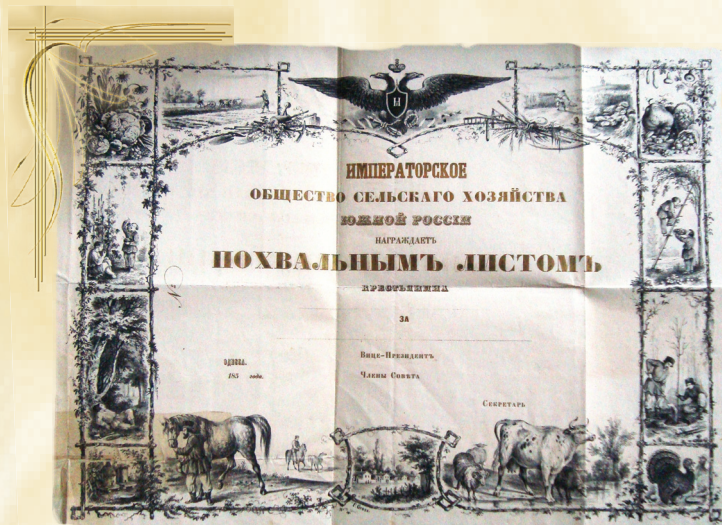 ИМПЕРАТОРСКОЕ
ОБЩЕСТВО СЕЛЬСКАГО ХОЗЯЙСТВА
ЮЖНОЙ РОССІИ
НАГРАЖДАЕТЪ
ПОХВАЛЬНЫМЪ ЛИСТОМЪ
КРЕСТЬЯНИНА
ЗА
ОДЕССА.
185 года.
Вице-Президентъ
Члены Совѣта
Секретарь